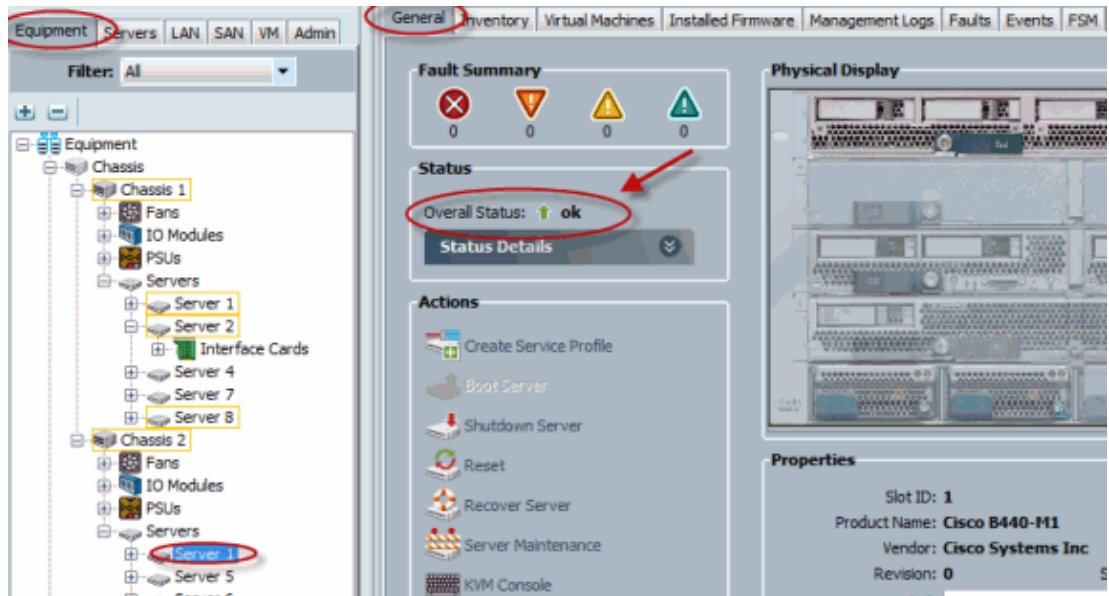 Equipment Servers LAN SAN VM Admin
Filter: All
Equipment
Chassis
Chassis 1
Fans
IO Modules
PSUs
Servers
Server 1
Server 2
Interface Cards
Server 4
Server 7
Server 8
Chassis 2
Fans
IO Modules
PSUs
Servers
Server 1
Server 5
General Inventory Virtual Machines Installed Firmware Management Logs Faults Events FSM
Fault Summary
0 0 0 0
Status
Overall Status: ok
Status Details
Actions
Create Service Profile
Boot Server
Shutdown Server
Reset
Recover Server
Server Maintenance
KVM Console
Physical Display
Properties
Slot ID: 1
Product Name: Cisco B440-M1
Vendor: Cisco Systems Inc
Revision: 0 S